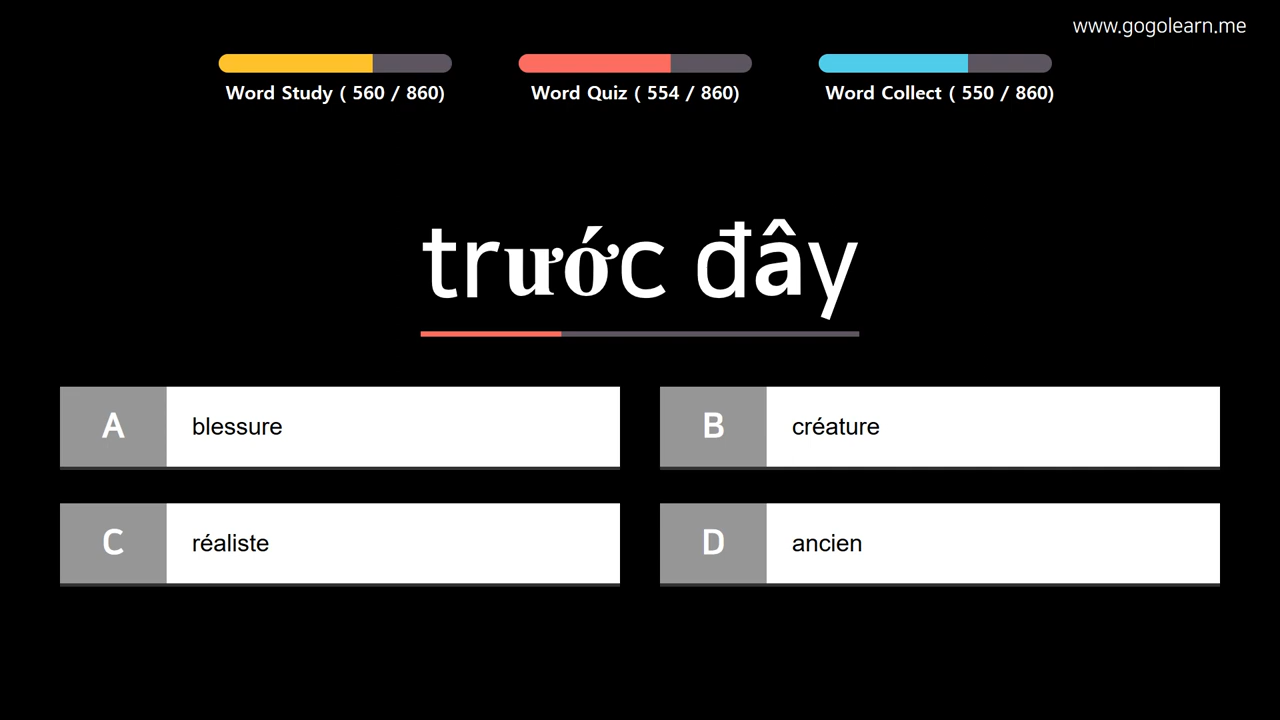 www.gogolearn.me
Word Study ( 560 / 860)
Word Quiz ( 554 / 860)
Word Collect ( 550 / 860)
trước đây
A blessure
B créature
C réaliste
D ancien